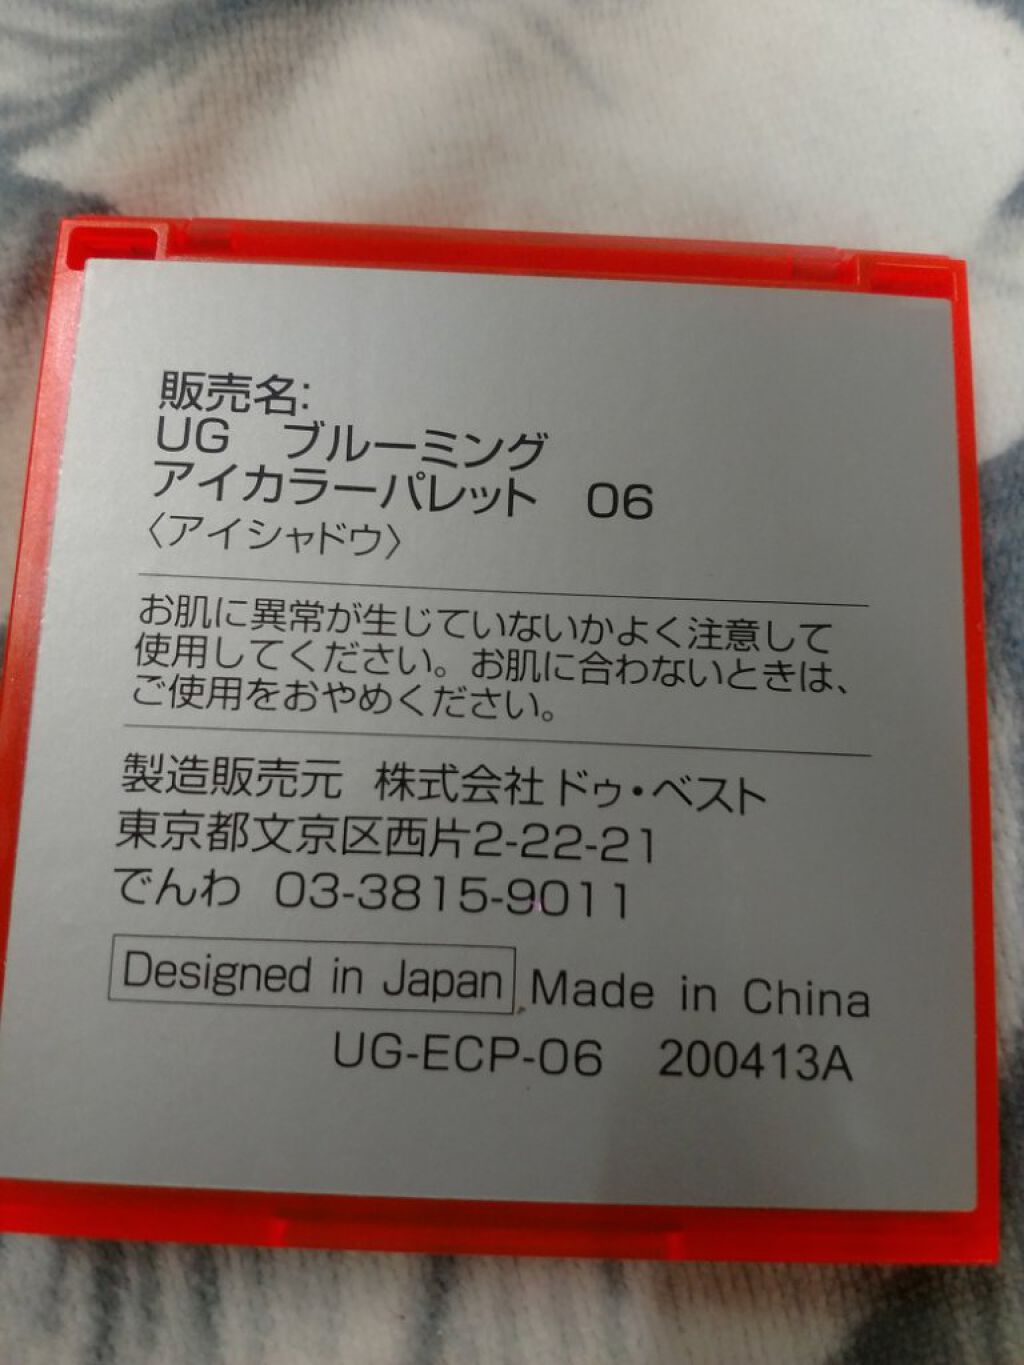 販売名:
UG ブルーミング
アイカラーパレット 06
〈アイシャドウ〉
お肌に異常が生じていないかよく注意して
使用してください。お肌に合わないときは、
ご使用をおやめください。
製造販売元 株式会社ドゥ・ベスト
東京都文京区西片2-22-21
でんわ 03-3815-9011
Designed in Japan Made in China
UG-ECP-06 200413A